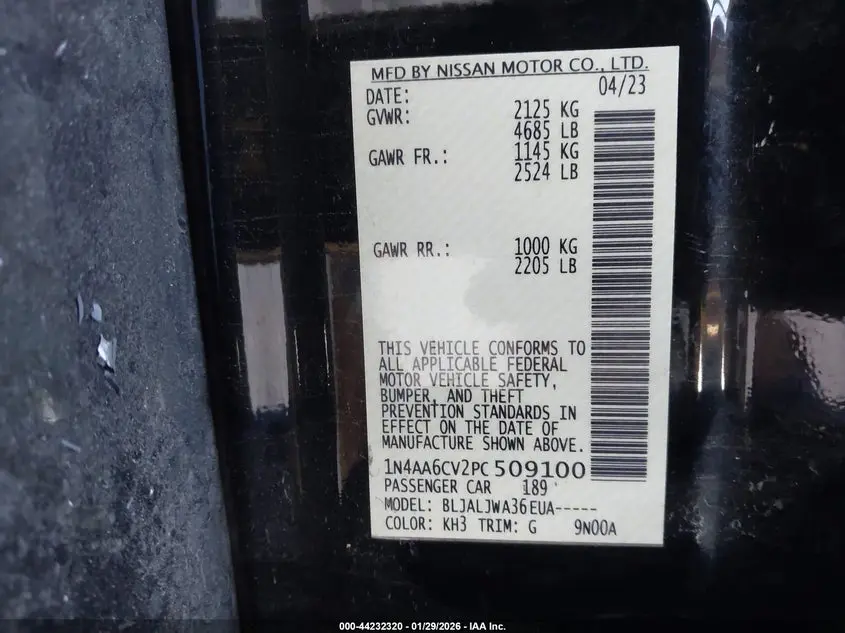 MFD BY NISSAN MOTOR CO., LTD.
DATE: 04/23
GVWR: 2125 KG
4685 LB
GAWR FR.: 1145 KG
2524 LB
GAWR RR.: 1000 KG
2205 LB
THIS VEHICLE CONFORMS TO
ALL APPLICABLE FEDERAL
MOTOR VEHICLE SAFETY,
BUMPER, AND THEFT
PREVENTION STANDARDS IN
EFFECT ON THE DATE OF
MANUFACTURE SHOWN ABOVE.
1N4AA6CV2PC509100
PASSENGER CAR 189
MODEL: BLJALJWA36EUA-----
COLOR: KH3 TRIM: G 9N00A
000-44232320 - 01/29/2026 - IAA Inc.